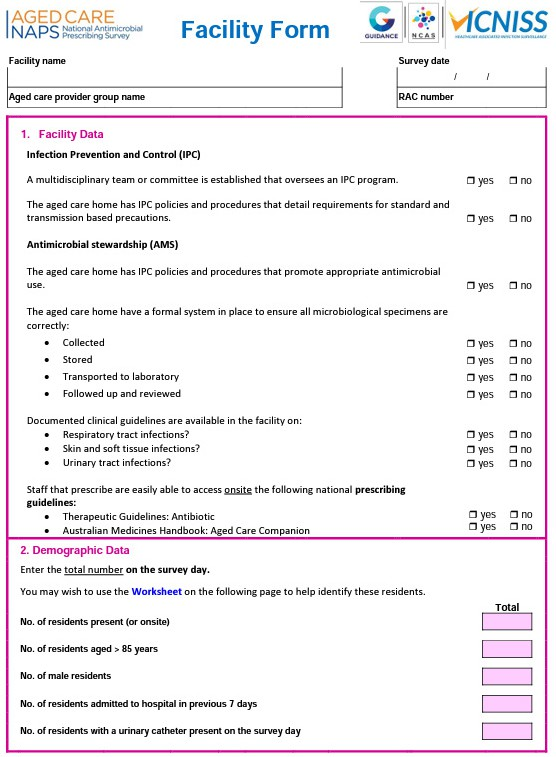 AGED CARE
NAPS National Antimicrobial
Prescribing Survey
Facility Form
GUIDANCE
NCAS
VICNISS
HEALTHCARE ASSOCIATED INFECTION SURVEILLANCE
Facility name
Survey date
/ /
Aged care provider group name
RAC number
1. Facility Data
Infection Prevention and Control (IPC)
A multidisciplinary team or committee is established that oversees an IPC program. ☐ yes ☐ no
The aged care home has IPC policies and procedures that detail requirements for standard and
transmission based precautions. ☐ yes ☐ no
Antimicrobial stewardship (AMS)
The aged care home has IPC policies and procedures that promote appropriate antimicrobial
use. ☐ yes ☐ no
The aged care home have a formal system in place to ensure all microbiological specimens are
correctly:
• Collected ☐ yes ☐ no
• Stored ☐ yes ☐ no
• Transported to laboratory ☐ yes ☐ no
• Followed up and reviewed ☐ yes ☐ no
Documented clinical guidelines are available in the facility on:
• Respiratory tract infections? ☐ yes ☐ no
• Skin and soft tissue infections? ☐ yes ☐ no
• Urinary tract infections? ☐ yes ☐ no
Staff that prescribe are easily able to access onsite the following national prescribing
guidelines:
• Therapeutic Guidelines: Antibiotic ☐ yes ☐ no
• Australian Medicines Handbook: Aged Care Companion ☐ yes ☐ no
2. Demographic Data
Enter the total number on the survey day.
You may wish to use the Worksheet on the following page to help identify these residents.
Total
No. of residents present (or onsite)
No. of residents aged > 85 years
No. of male residents
No. of residents admitted to hospital in previous 7 days
No. of residents with a urinary catheter present on the survey day